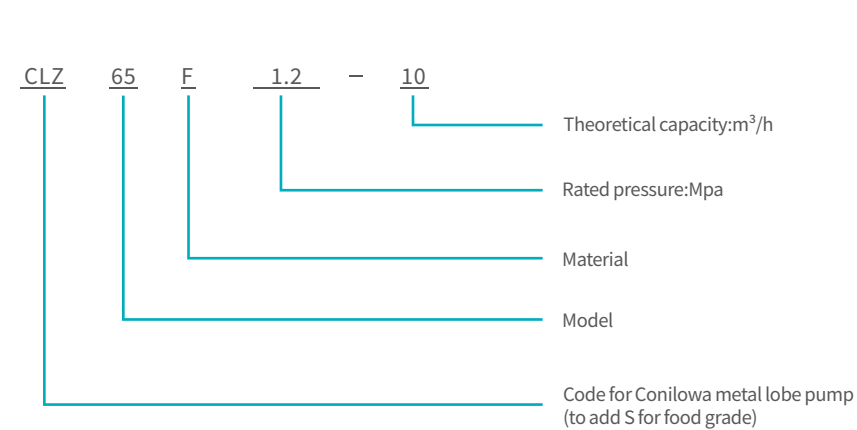 CLZ 65 F 1.2 – 10
Theoretical capacity:m³/h
Rated pressure:Mpa
Material
Model
Code for Conilowa metal lobe pump
(to add S for food grade)